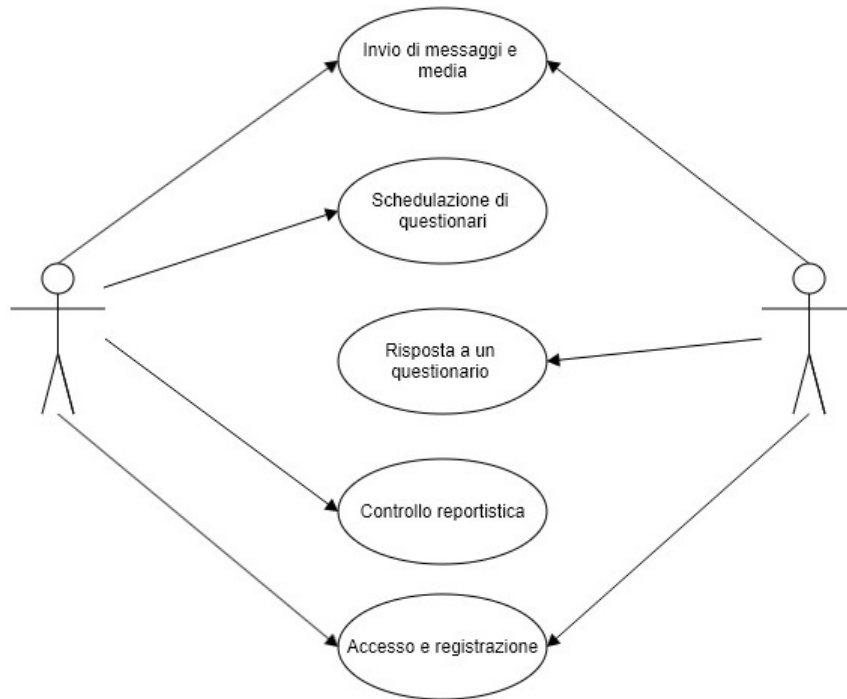 Invio di messaggi e
media
Schedulazione di
questionari
Risposta a un
questionario
Controllo reportistica
Accesso e registrazione